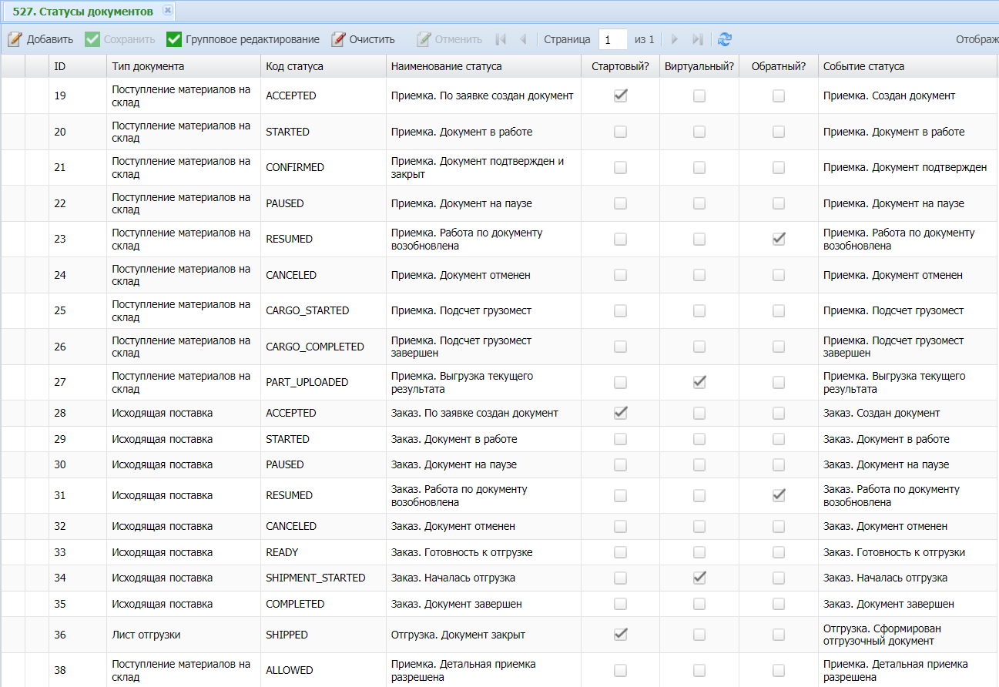 527. Статусы документов
Добавить Сохранить Групповое редактирование Очистить Отменить Страница 1 из 1 Отображ
ID Тип документа Код статуса Наименование статуса Стартовый? Виртуальный? Обратный? Событие статуса
19 Поступление материалов на склад ACCEPTED Приемка. По заявке создан документ Приемка. Создан документ
20 Поступление материалов на склад STARTED Приемка. Документ в работе Приемка. Документ в работе
21 Поступление материалов на склад CONFIRMED Приемка. Документ подтвержден и закрыт Приемка. Документ подтвержден
22 Поступление материалов на склад PAUSED Приемка. Документ на паузе Приемка. Документ на паузе
23 Поступление материалов на склад RESUMED Приемка. Работа по документу возобновлена Приемка. Работа по документу возобновлена
24 Поступление материалов на склад CANCELED Приемка. Документ отменен Приемка. Документ отменен
25 Поступление материалов на склад CARGO_STARTED Приемка. Подсчет грузомест Приемка. Подсчет грузомест
26 Поступление материалов на склад CARGO_COMPLETED Приемка. Подсчет грузомест завершен Приемка. Подсчет грузомест завершен
27 Поступление материалов на склад PART_UPLOADED Приемка. Выгрузка текущего результата Приемка. Выгрузка текущего результата
28 Исходящая поставка ACCEPTED Заказ. По заявке создан документ Заказ. Создан документ
29 Исходящая поставка STARTED Заказ. Документ в работе Заказ. Документ в работе
30 Исходящая поставка PAUSED Заказ. Документ на паузе Заказ. Документ на паузе
31 Исходящая поставка RESUMED Заказ. Работа по документу возобновлена Заказ. Работа по документу возобновлена
32 Исходящая поставка CANCELED Заказ. Документ отменен Заказ. Документ отменен
33 Исходящая поставка READY Заказ. Готовность к отгрузке Заказ. Готовность к отгрузки
34 Исходящая поставка SHIPMENT_STARTED Заказ. Началась отгрузка Заказ. Началась отгрузка
35 Исходящая поставка COMPLETED Заказ. Документ завершен Заказ. Документ завершен
36 Лист отгрузки SHIPPED Отгрузка. Документ закрыт Отгрузка. Сформирован отгрузочный документ
38 Поступление материалов на склад ALLOWED Приемка. Детальная приемка разрешена Приемка. Детальная приемка разрешена